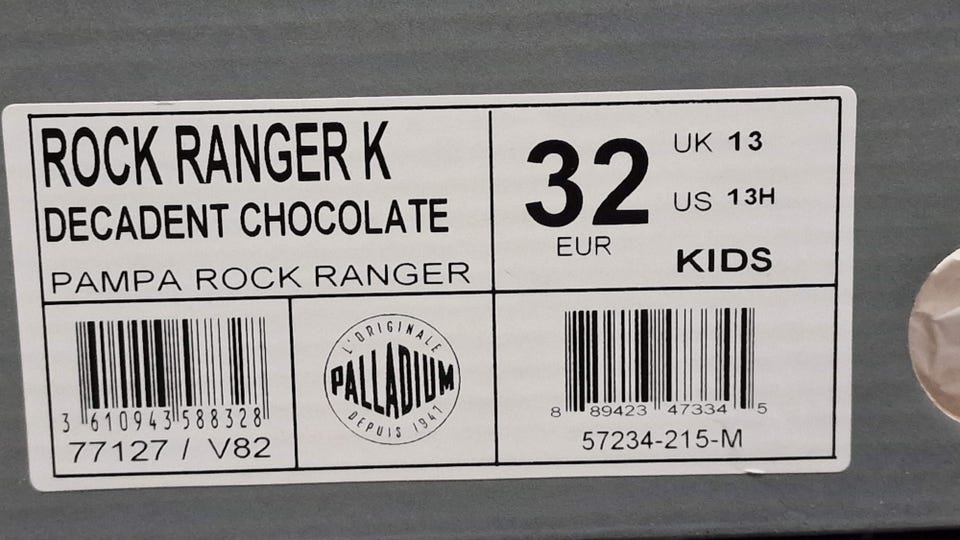 ROCK RANGER K
DECADENT CHOCOLATE
PAMPA ROCK RANGER
32
EUR
UK 13
US 13H
KIDS
3 610943 588328
77127 / V82
L'ORIGINALE
PALLADIUM
DEPUIS 1947
8 89423 47334 5
57234-215-M